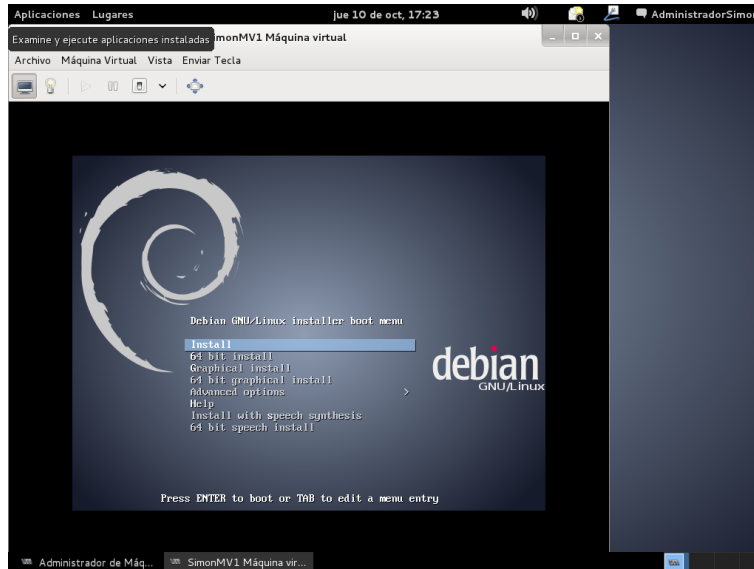 Aplicaciones Lugares jue 10 de oct, 17:23 AdministradorSimon
Examine y ejecute aplicaciones instaladas
imonMV1 Máquina virtual
Archivo Máquina Virtual Vista Enviar Tecla
Debian GNU/Linux installer boot menu
Install
64 bit install
Graphical install
64 bit graphical install
Advanced options >
Help
Install with speech synthesis
64 bit speech install
debian
GNU/Linux
Press ENTER to boot or TAB to edit a menu entry
Administrador de Máq... SimonMV1 Máquina vir...